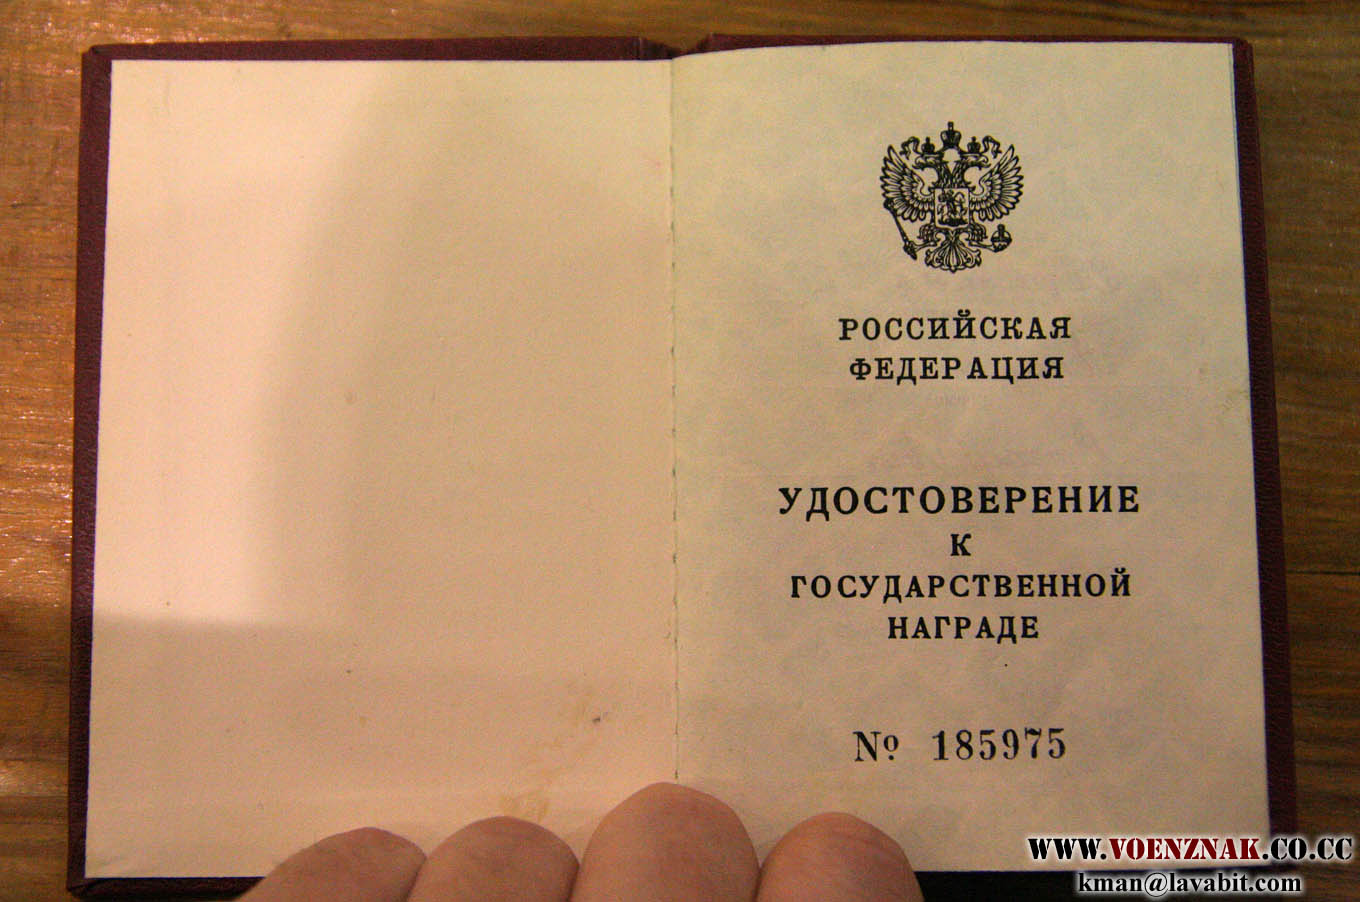 РОССИЙСКАЯ
ФЕДЕРАЦИЯ
УДОСТОВЕРЕНИЕ
К
ГОСУДАРСТВЕННОЙ
НАГРАДЕ
№ 185975
WWW.VOENZNAK.CO.CC
kman@lavabit.com